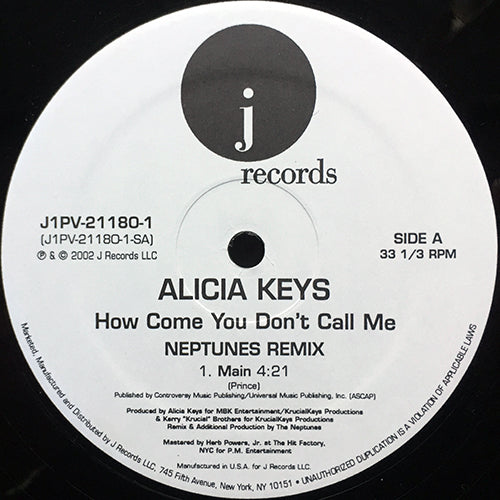 j
records
J1PV-21180-1
(J1PV-21180-1-SA)
℗ & © 2002 J Records LLC
SIDE A
33 1/3 RPM
ALICIA KEYS
How Come You Don't Call Me
NEPTUNES REMIX
1. Main 4:21
(Prince)
Published by Controversy Music Publishing/Universal Music Publishing, Inc. (ASCAP)
Produced by Alicia Keys for MBK Entertainment/KrucialKeys Productions
& Kerry "Krucial" Brothers for KrucialKeys Productions
Remix & Additional Production by The Neptunes
Mastered by Herb Powers, Jr. at The Hit Factory,
NYC for P.M. Entertainment
Manufactured in U.S.A. for J Records LLC.
Marketed, Manufactured and Distributed by J Records LLC, 745 Fifth Avenue, New York, NY 10151 • UNAUTHORIZED DUPLICATION IS A VIOLATION OF APPLICABLE LAWS